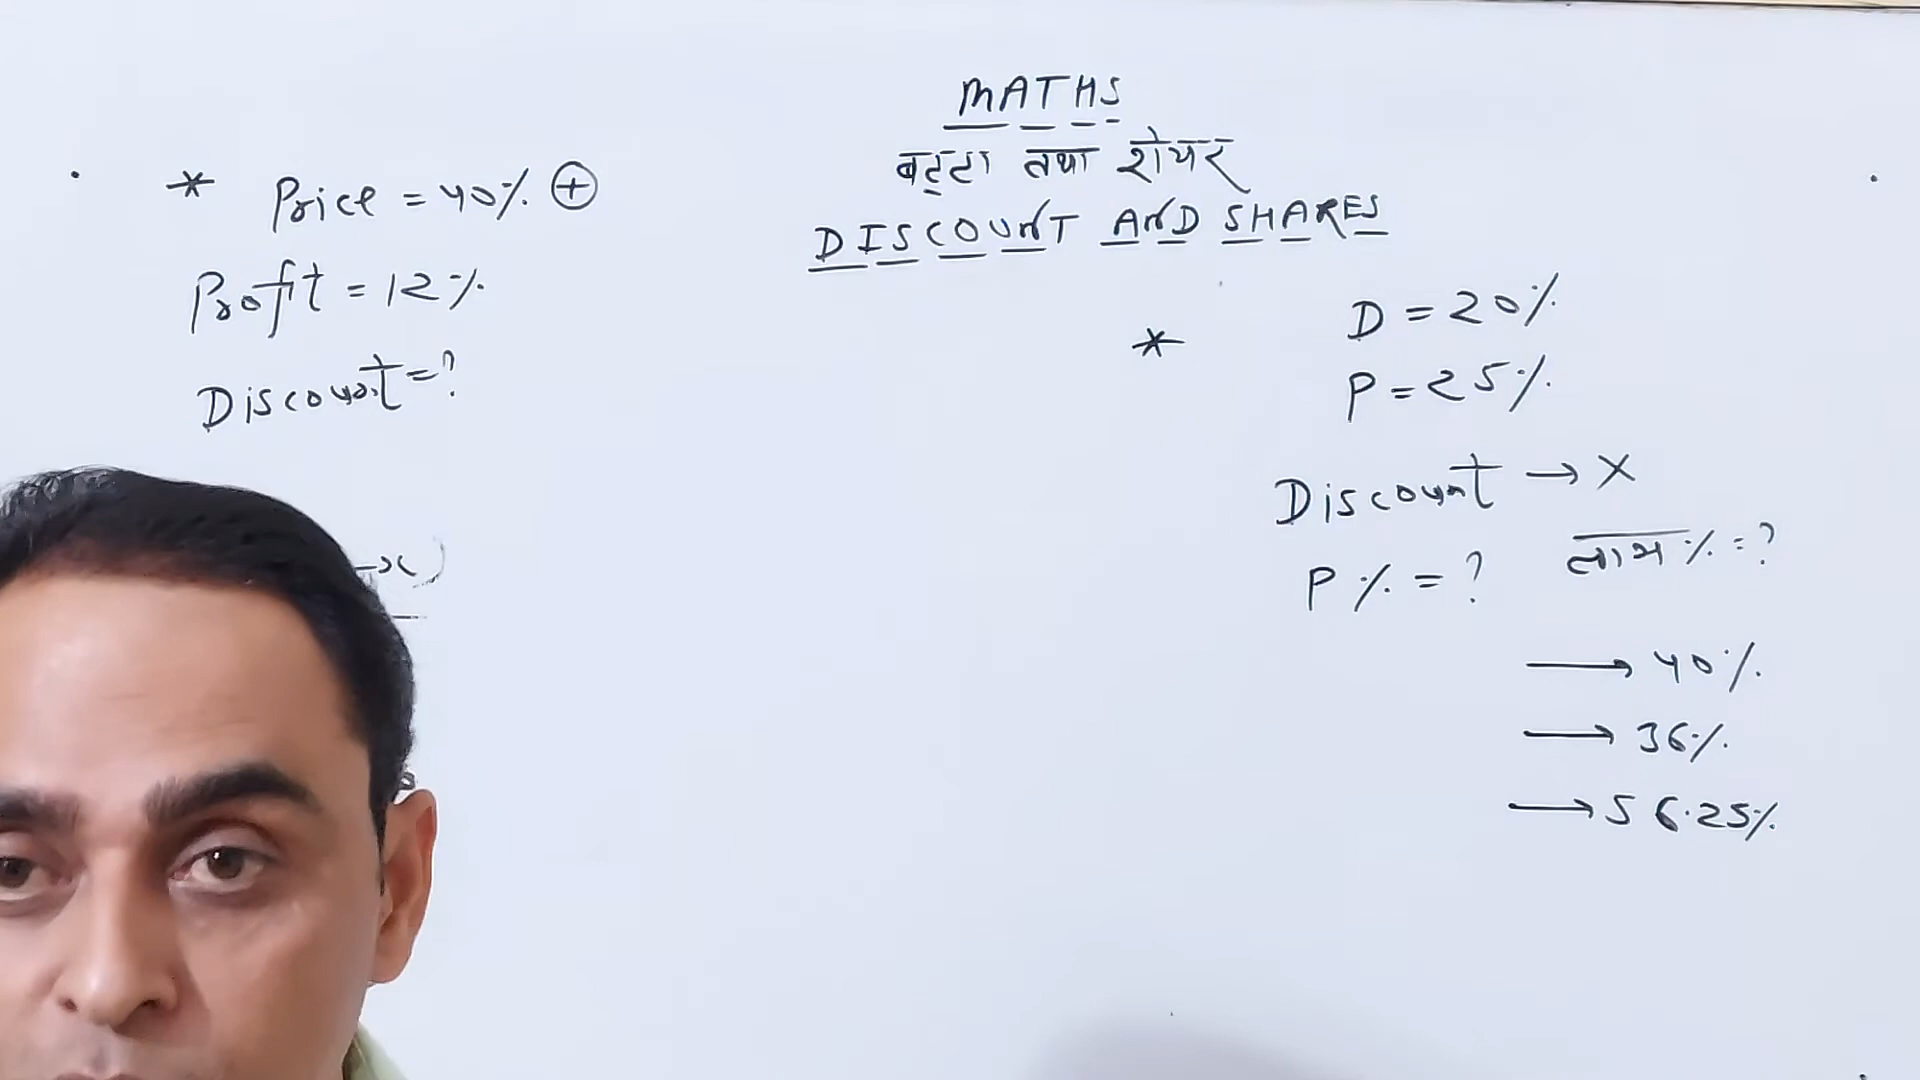 MATHS
बट्टा तथा शेयर
DISCOUNT AND SHARES
* Price = 40% ⊕
Profit = 12%
Discount = ?
-x)
* D = 20%
P = 25%
Discount → X
P% = ? लाभ% = ?
→ 40%
→ 36%
→ 56.25%